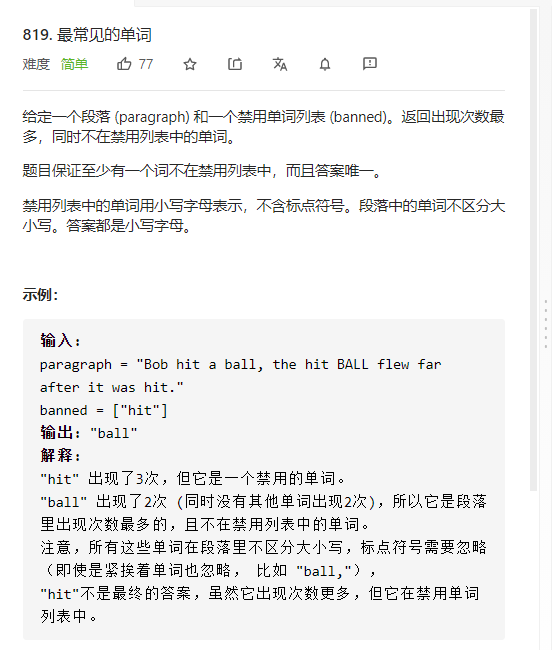 819. 最常见的单词
难度 简单 77
给定一个段落 (paragraph) 和一个禁用单词列表 (banned)。返回出现次数最
多，同时不在禁用列表中的单词。
题目保证至少有一个词不在禁用列表中，而且答案唯一。
禁用列表中的单词用小写字母表示，不含标点符号。段落中的单词不区分大
小写。答案都是小写字母。
示例：
输入：
paragraph = "Bob hit a ball, the hit BALL flew far
after it was hit."
banned = ["hit"]
输出："ball"
解释：
"hit" 出现了3次，但它是一个禁用的单词。
"ball" 出现了2次 (同时没有其他单词出现2次)，所以它是段落
里出现次数最多的，且不在禁用列表中的单词。
注意，所有这些单词在段落里不区分大小写，标点符号需要忽略
（即使是紧挨着单词也忽略， 比如 "ball,"），
"hit"不是最终的答案，虽然它出现次数更多，但它在禁用单词
列表中。